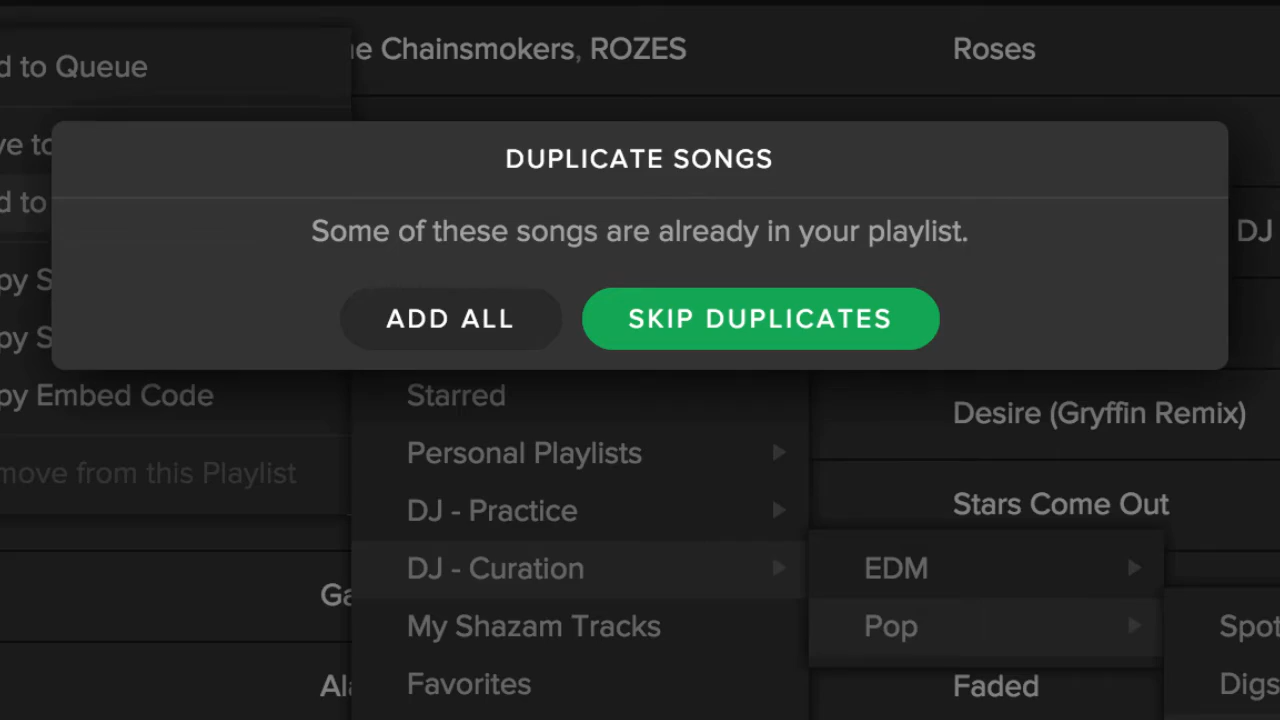 e Chainsmokers, ROZES
Roses
d to Queue
ve to
d to
DUPLICATE SONGS
Some of these songs are already in your playlist.
ADD ALL
SKIP DUPLICATES
DJ
py S
py S
py Embed Code
move from this Playlist
Starred
Personal Playlists
DJ - Practice
DJ - Curation
My Shazam Tracks
Favorites
Desire (Gryffin Remix)
Stars Come Out
EDM
Pop
Ga
Ala
Spot
Digs
Faded